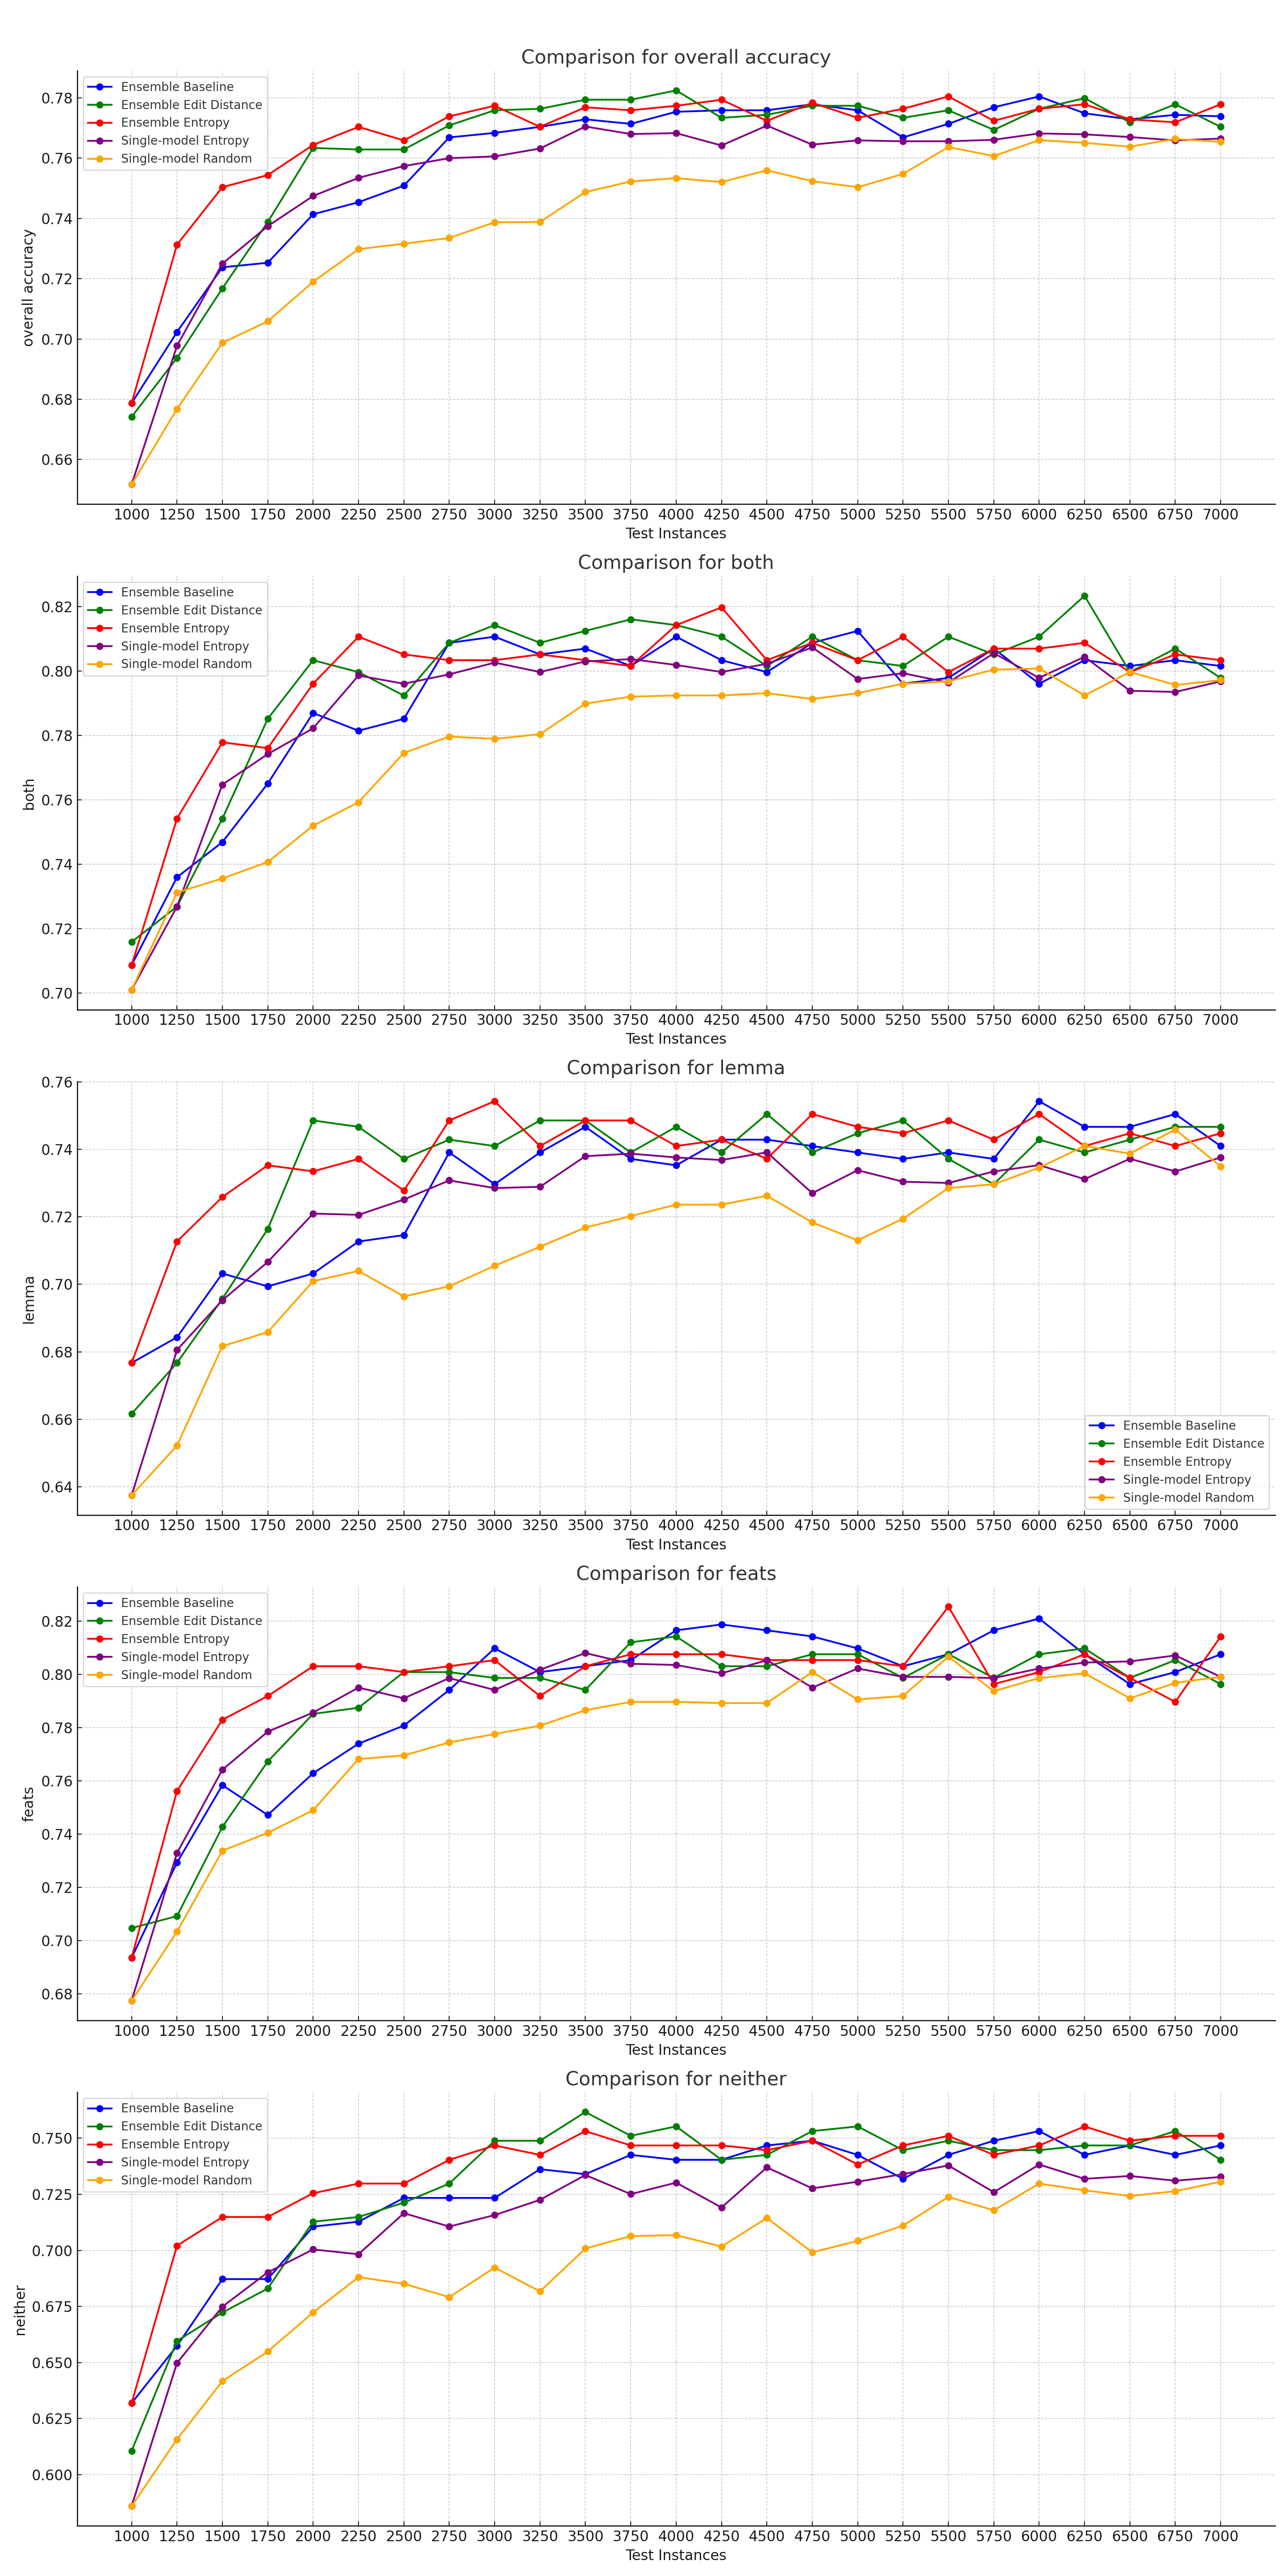 Comparison for overall accuracy
Ensemble Baseline
Ensemble Edit Distance
Ensemble Entropy
Single-model Entropy
Single-model Random
overall accuracy
0.78
0.76
0.74
0.72
0.70
0.68
0.66
1000 1250 1500 1750 2000 2250 2500 2750 3000 3250 3500 3750 4000 4250 4500 4750 5000 5250 5500 5750 6000 6250 6500 6750 7000
Test Instances
Comparison for both
Ensemble Baseline
Ensemble Edit Distance
Ensemble Entropy
Single-model Entropy
Single-model Random
both
0.82
0.80
0.78
0.76
0.74
0.72
0.70
1000 1250 1500 1750 2000 2250 2500 2750 3000 3250 3500 3750 4000 4250 4500 4750 5000 5250 5500 5750 6000 6250 6500 6750 7000
Test Instances
Comparison for lemma
lemma
0.76
0.74
0.72
0.70
0.68
0.66
0.64
Ensemble Baseline
Ensemble Edit Distance
Ensemble Entropy
Single-model Entropy
Single-model Random
1000 1250 1500 1750 2000 2250 2500 2750 3000 3250 3500 3750 4000 4250 4500 4750 5000 5250 5500 5750 6000 6250 6500 6750 7000
Test Instances
Comparison for feats
Ensemble Baseline
Ensemble Edit Distance
Ensemble Entropy
Single-model Entropy
Single-model Random
feats
0.82
0.80
0.78
0.76
0.74
0.72
0.70
0.68
1000 1250 1500 1750 2000 2250 2500 2750 3000 3250 3500 3750 4000 4250 4500 4750 5000 5250 5500 5750 6000 6250 6500 6750 7000
Test Instances
Comparison for neither
Ensemble Baseline
Ensemble Edit Distance
Ensemble Entropy
Single-model Entropy
Single-model Random
neither
0.750
0.725
0.700
0.675
0.650
0.625
0.600
1000 1250 1500 1750 2000 2250 2500 2750 3000 3250 3500 3750 4000 4250 4500 4750 5000 5250 5500 5750 6000 6250 6500 6750 7000
Test Instances